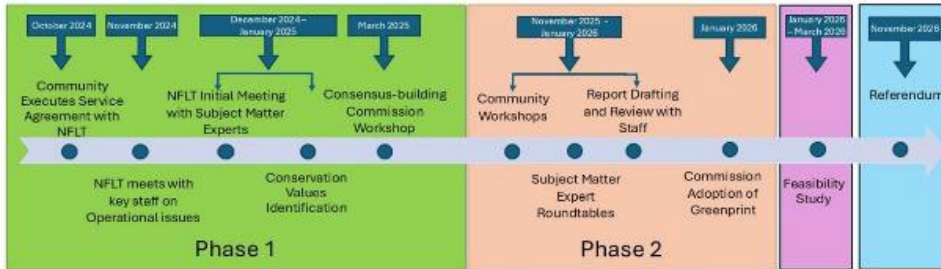 October 2024
November 2024
December 2024–
January 2025
March 2025
November 2025 -
January 2026
January 2026
January 2026
– March 2026
November 2026
Community
Executes Service
Agreement with
NFLT
NFLT Initial Meeting
with Subject Matter
Experts
Consensus-building
Commission
Workshop
Community
Workshops
Report Drafting
and Review with
Staff
Referendum
NFLT meets with
key staff on
Operational issues
Conservation
Values
Identification
Subject Matter
Expert
Roundtables
Commission
Adoption of
Greenprint
Feasibility
Study
Phase 1
Phase 2